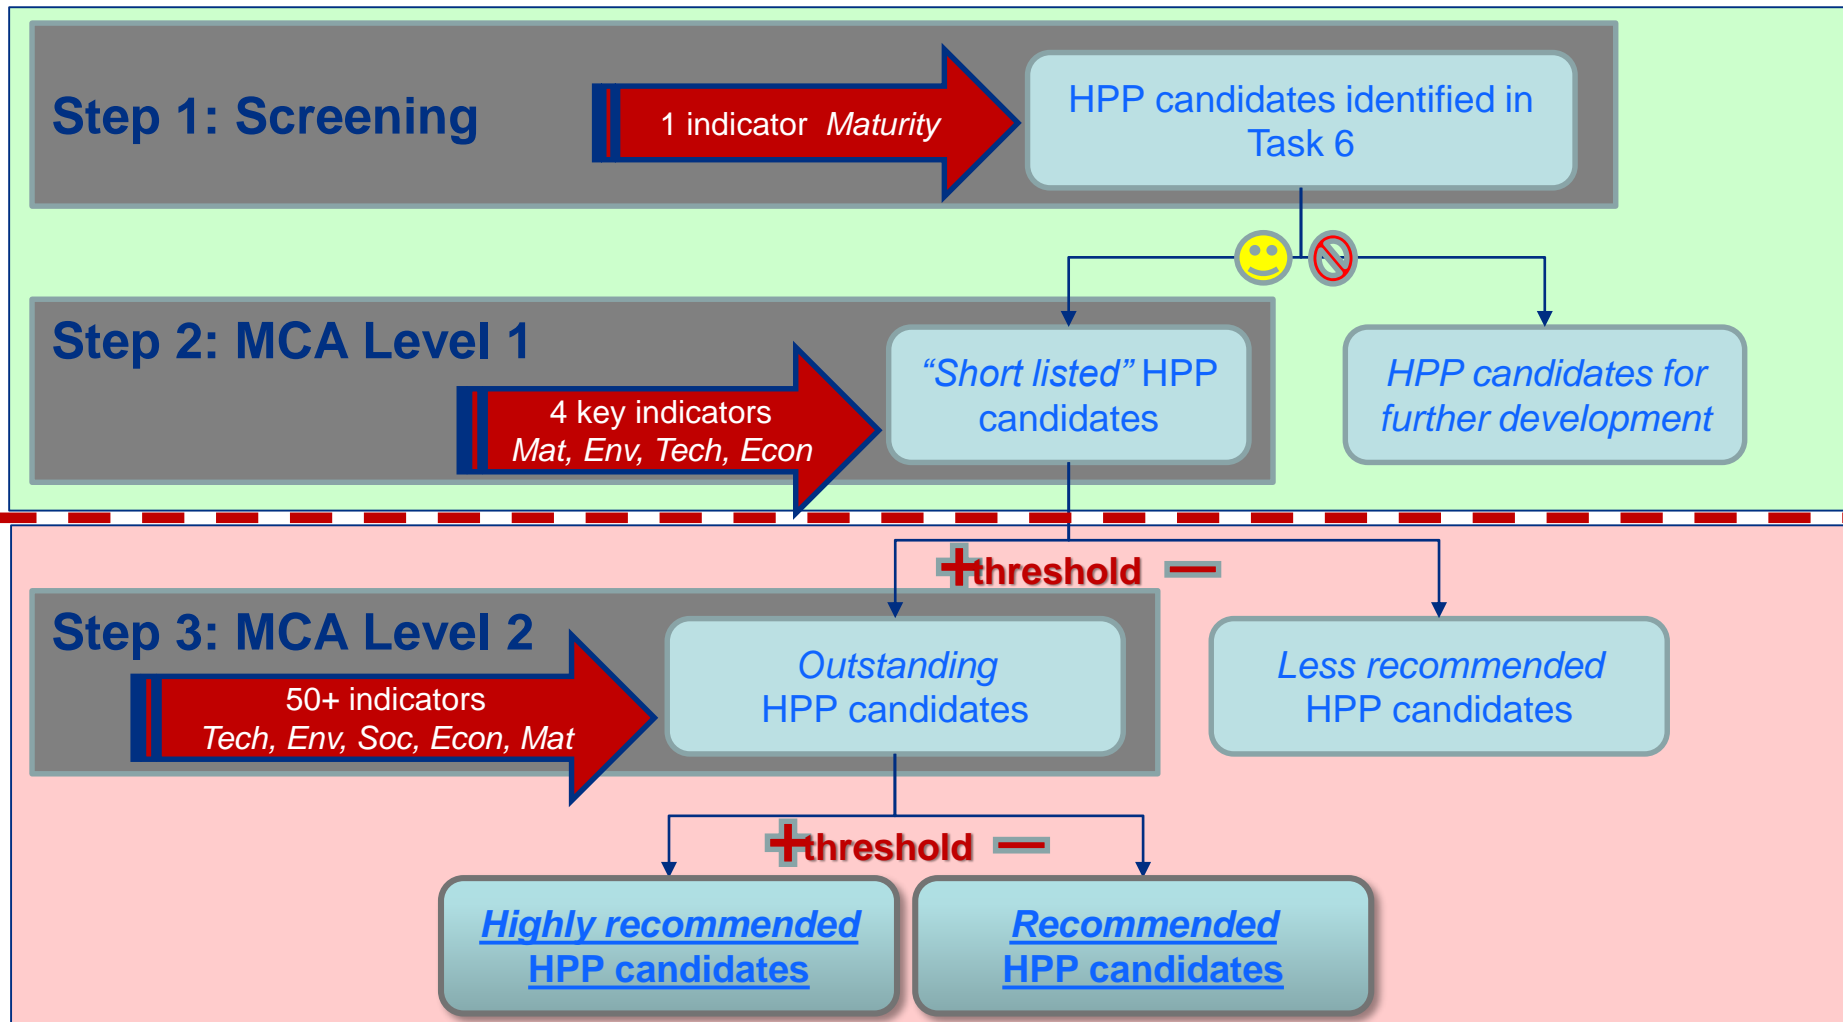 Step 1: Screening
1 indicator Maturity
HPP candidates identified in
Task 6
Step 2: MCA Level 1
4 key indicators
Mat, Env, Tech, Econ
“Short listed” HPP
candidates
HPP candidates for
further development
threshold
Step 3: MCA Level 2
50+ indicators
Tech, Env, Soc, Econ, Mat
Outstanding
HPP candidates
Less recommended
HPP candidates
threshold
Highly recommended
HPP candidates
Recommended
HPP candidates